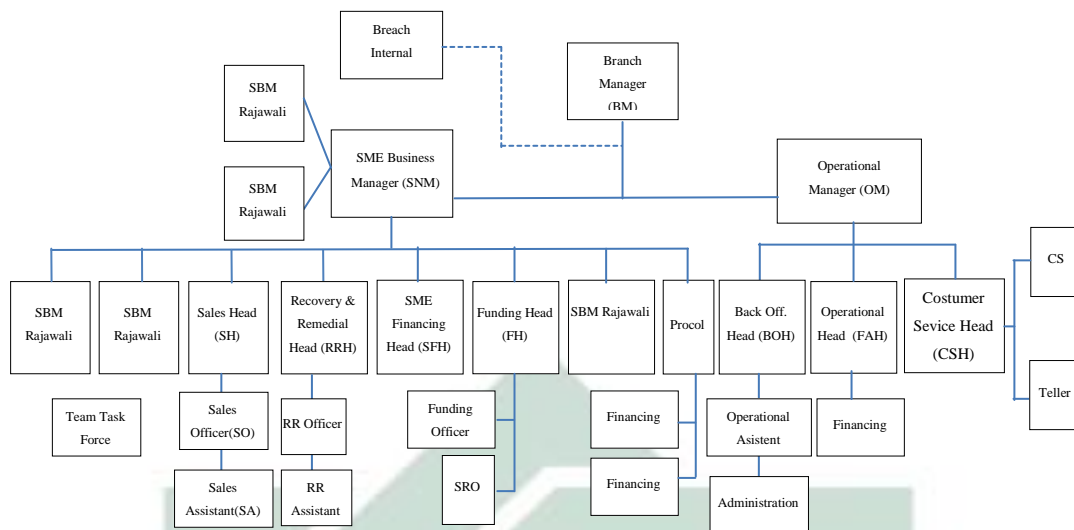 Breach
Internal
Branch
Manager
(BM)
SBM
Rajawali
SME Business
Manager (SNM)
Operational
Manager (OM)
SBM
Rajawali
CS
SBM
Rajawali
SBM
Rajawali
Sales Head
(SH)
Recovery &
Remedial
Head (RRH)
SME
Financing
Head (SFH)
Funding Head
(FH)
SBM Rajawali
Procol
Back Off.
Head (BOH)
Operational
Head (FAH)
Costumer
Sevice Head
(CSH)
Teller
Team Task
Force
Sales
Officer(SO)
RR Officer
Funding
Officer
Financing
Operational
Asistent
Financing
Sales
Assistant(SA)
RR
Assistant
SRO
Financing
Administration